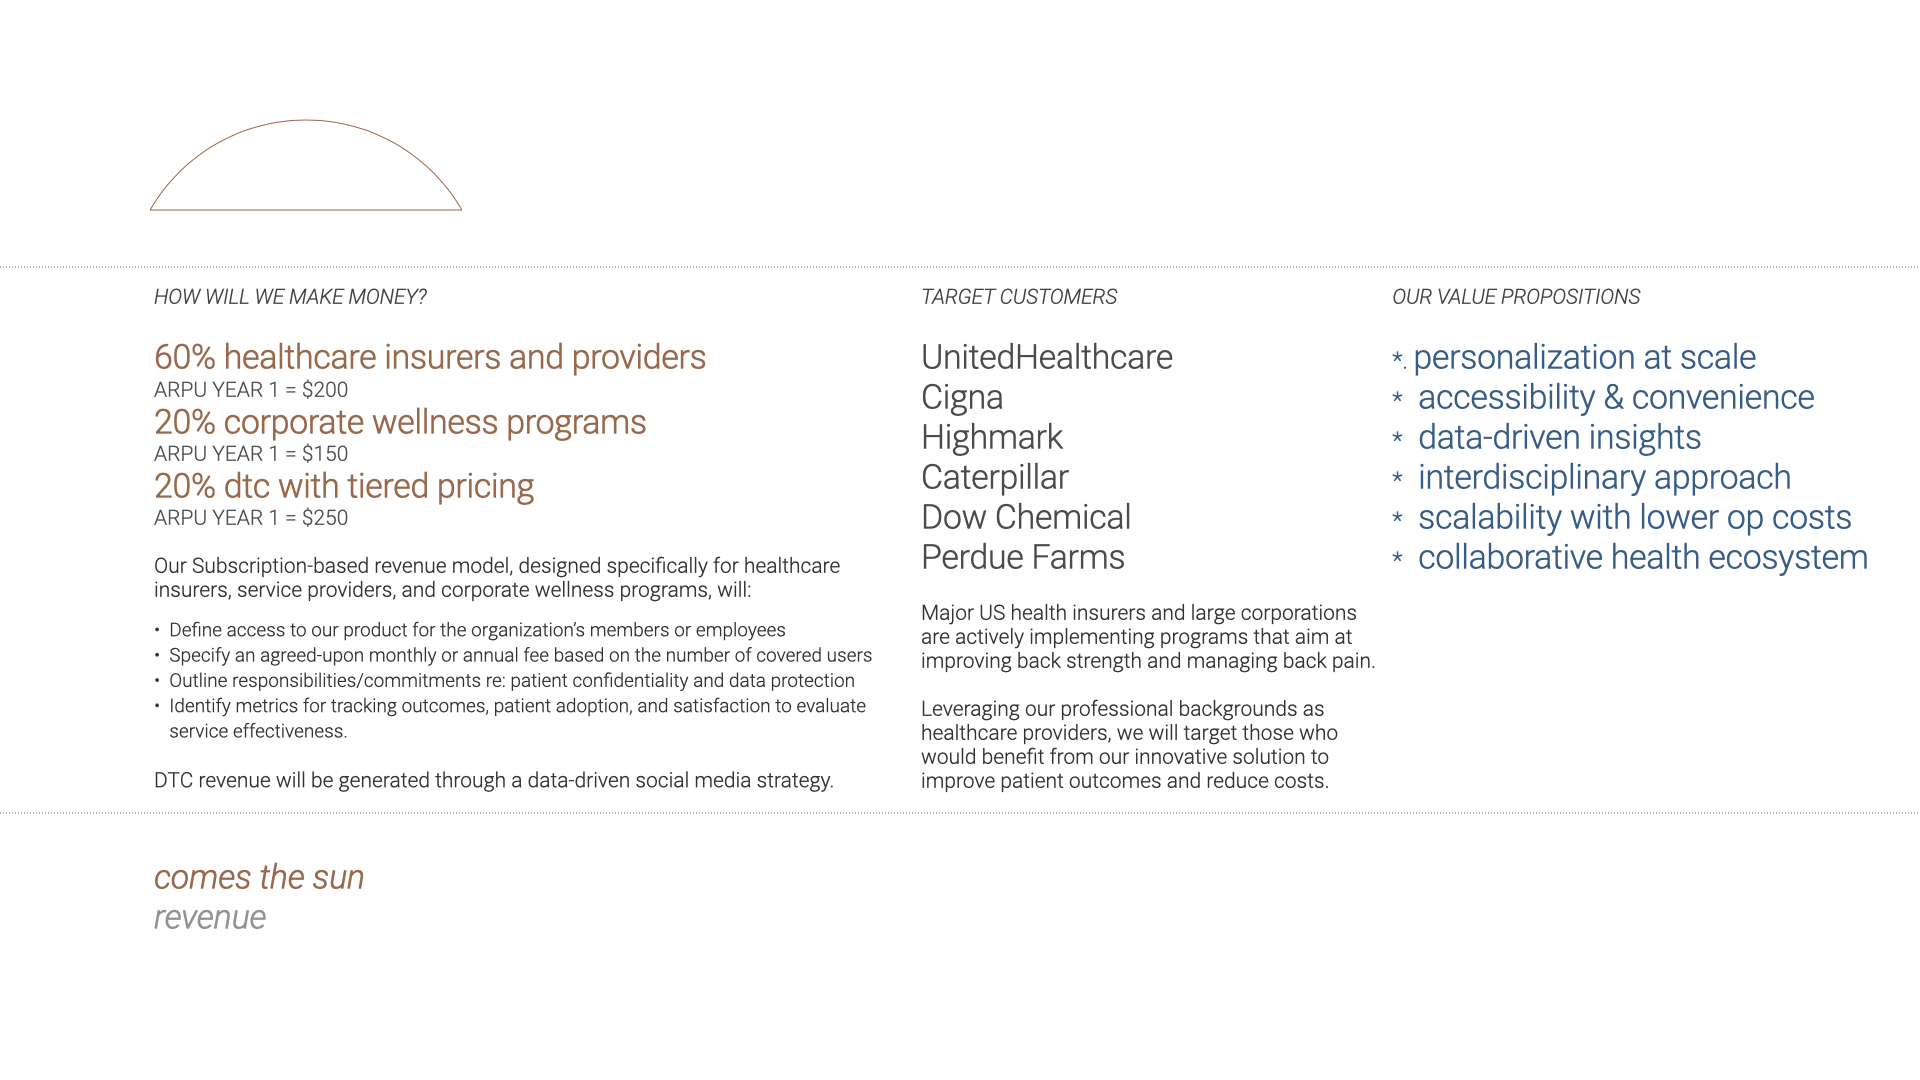 HOW WILL WE MAKE MONEY?
60% healthcare insurers and providers
ARPU YEAR 1 = $200
20% corporate wellness programs
ARPU YEAR 1 = $150
20% dtc with tiered pricing
ARPU YEAR 1 = $250
Our Subscription-based revenue model, designed specifically for healthcare
insurers, service providers, and corporate wellness programs, will:
• Define access to our product for the organization’s members or employees
• Specify an agreed-upon monthly or annual fee based on the number of covered users
• Outline responsibilities/commitments re: patient confidentiality and data protection
• Identify metrics for tracking outcomes, patient adoption, and satisfaction to evaluate
service effectiveness.
DTC revenue will be generated through a data-driven social media strategy.
TARGET CUSTOMERS
UnitedHealthcare
Cigna
Highmark
Caterpillar
Dow Chemical
Perdue Farms
Major US health insurers and large corporations
are actively implementing programs that aim at
improving back strength and managing back pain.
Leveraging our professional backgrounds as
healthcare providers, we will target those who
would benefit from our innovative solution to
improve patient outcomes and reduce costs.
OUR VALUE PROPOSITIONS
*. personalization at scale
* accessibility & convenience
* data-driven insights
* interdisciplinary approach
* scalability with lower op costs
* collaborative health ecosystem
comes the sun
revenue